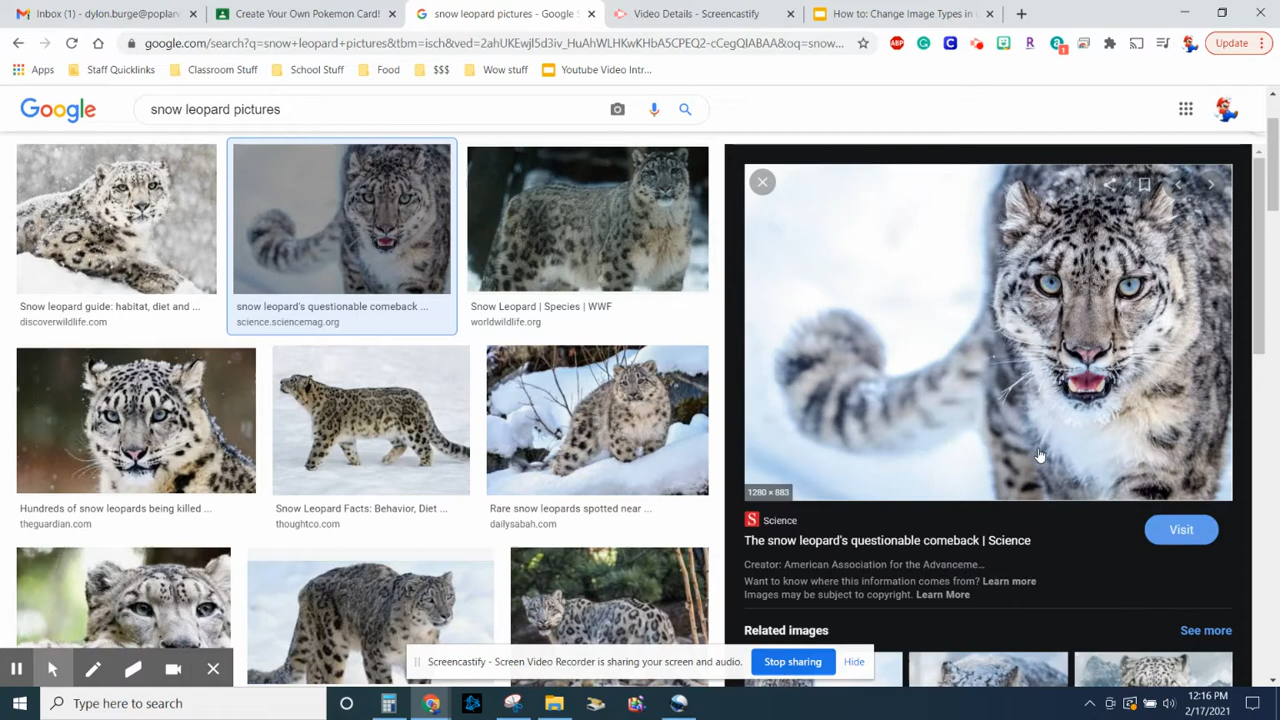 Inbox (1) - dylon.burge@poplarv
Create Your Own Pokemon Card!
snow leopard pictures - Google S
Video Details - Screencastify
How to: Change Image Types in
google.com/search?q=snow+leopard+pictures&tbm=isch&ved=2ahUKEwjl5d3iv_HuAhWLHKwKHbA5CPEQ2-cCegQIABAA&oq=snow...
Update
Apps
Staff Quicklinks
Classroom Stuff
School Stuff
Food
$$$
Wow stuff
Youtube Video Intr...
Google
snow leopard pictures
Snow leopard guide: habitat, diet and ...
discoverwildlife.com
snow leopard's questionable comeback ...
science.sciencemag.org
Snow Leopard | Species | WWF
worldwildlife.org
Hundreds of snow leopards being killed ...
theguardian.com
Snow Leopard Facts: Behavior, Diet ...
thoughtco.com
Rare snow leopards spotted near ...
dailysabah.com
1280 × 883
S Science
The snow leopard's questionable comeback | Science
Visit
Creator: American Association for the Advanceme...
Want to know where this information comes from? Learn more
Images may be subject to copyright. Learn More
Related images
See more
Screencastify - Screen Video Recorder is sharing your screen and audio.
Stop sharing
Hide
Type here to search
12:16 PM
2/17/2021